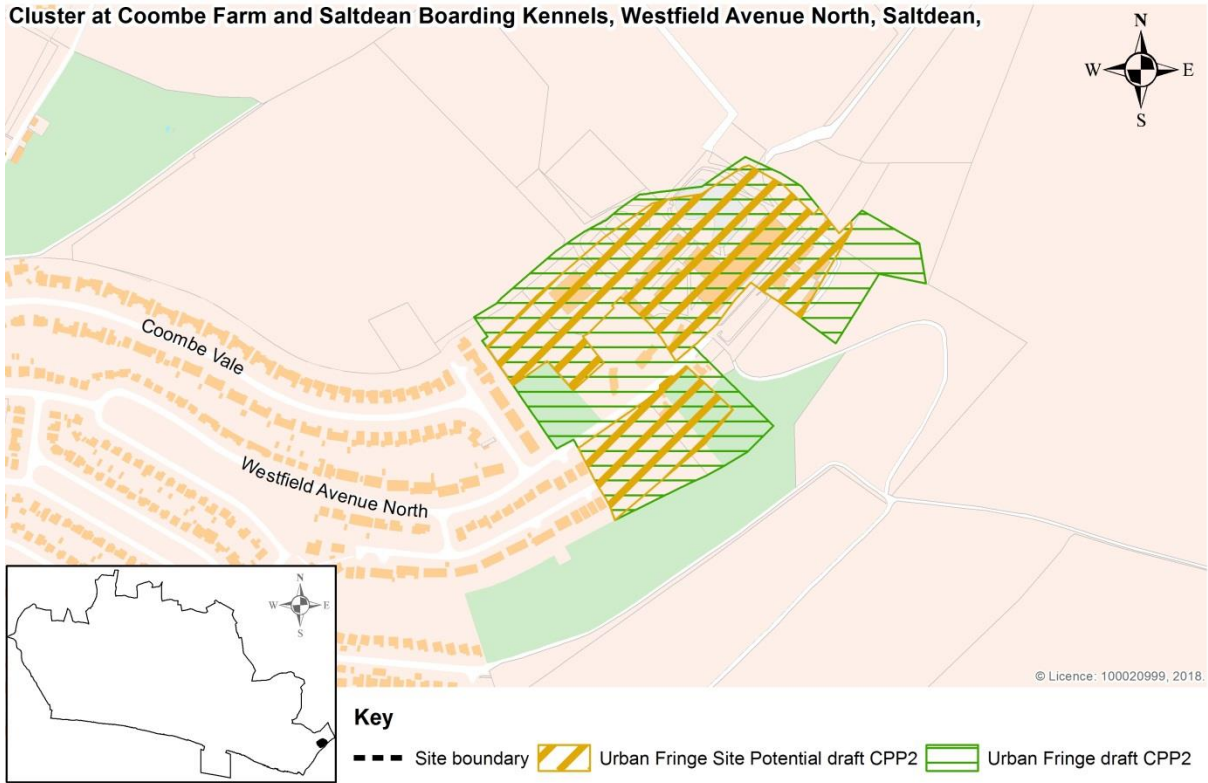 Cluster at Coombe Farm and Saltdean Boarding Kennels, Westfield Avenue North, Saltdean,
N
W E
S
Coombe Vale
Westfield Avenue North
N
W E
S
© Licence: 100020999, 2018.
Key
Site boundary Urban Fringe Site Potential draft CPP2 Urban Fringe draft CPP2